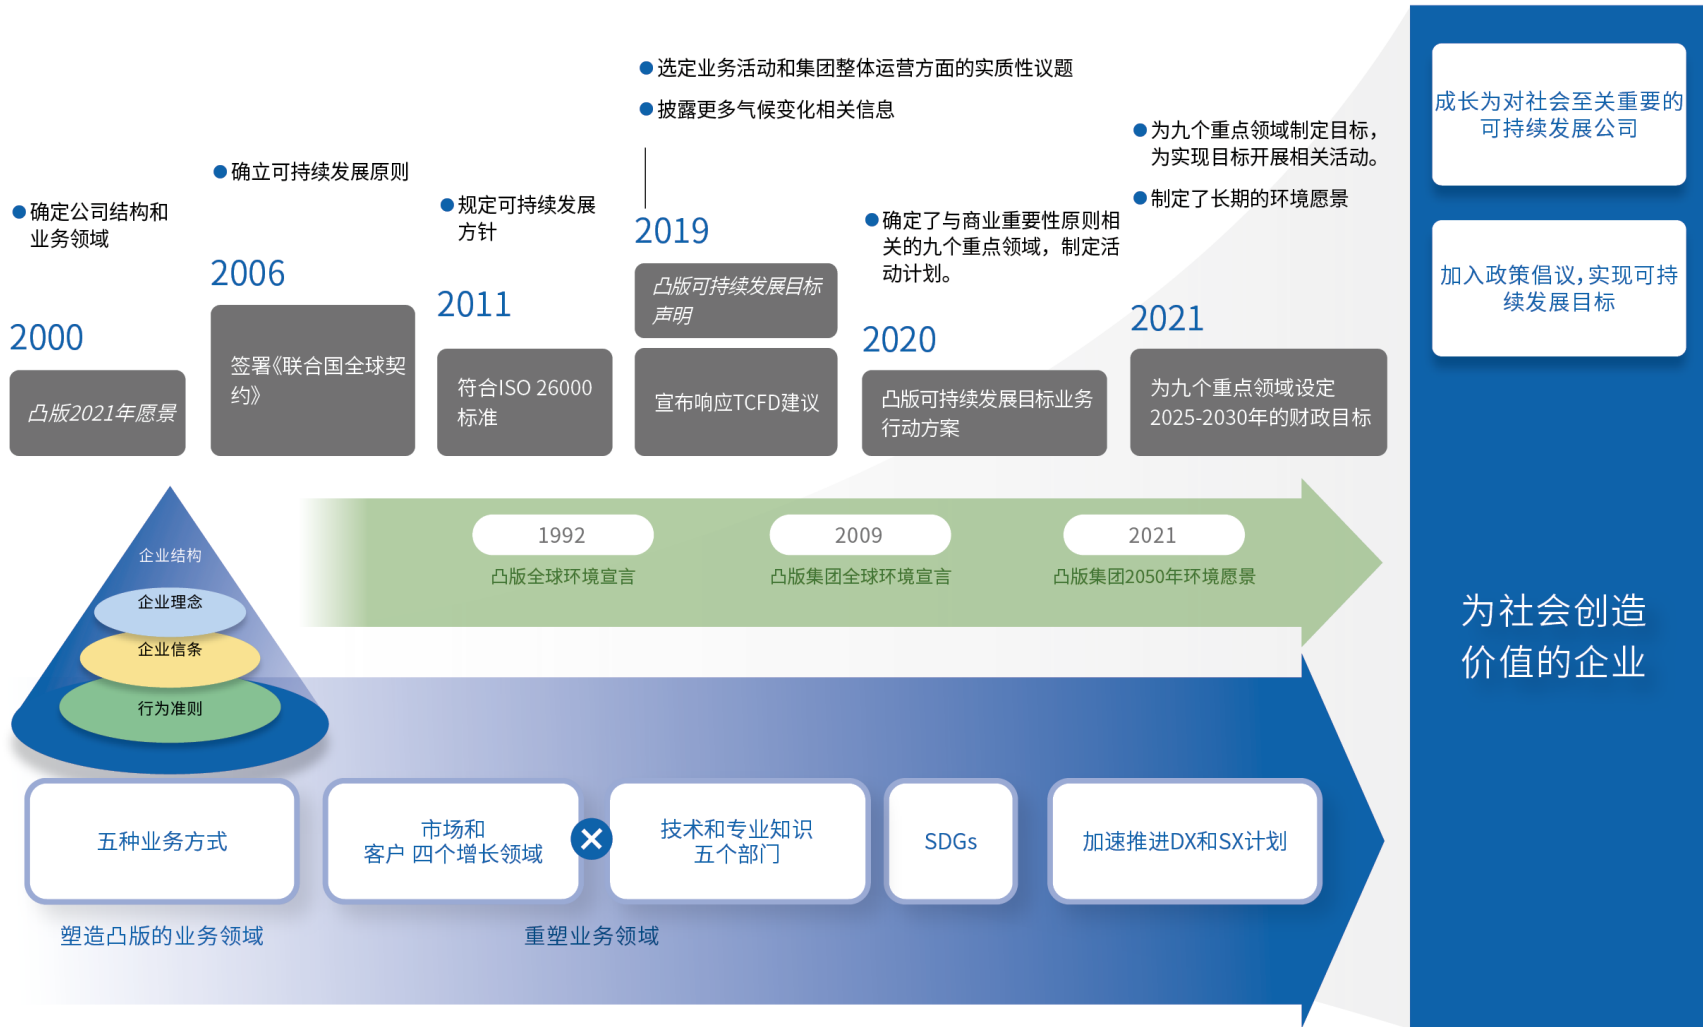 确定公司结构和
业务领域
2000
凸版2021年愿景
确立可持续发展原则
2006
签署《联合国全球契
约》
规定可持续发展
方针
2011
符合ISO 26000
标准
选定业务活动和集团整体运营方面的实质性议题
披露更多气候变化相关信息
2019
凸版可持续发展目标
声明
宣布响应TCFD建议
确定了与商业重要性原则相
关的九个重点领域，制定活
动计划。
2020
凸版可持续发展目标业务
行动方案
为九个重点领域制定目标，
为实现目标开展相关活动。
制定了长期的环境愿景
2021
为九个重点领域设定
2025-2030年的财政目标
成长为对社会至关重要的
可持续发展公司
加入政策倡议，实现可持
续发展目标
为社会创造
价值的企业
1992
凸版全球环境宣言
2009
凸版集团全球环境宣言
2021
凸版集团2050年环境愿景
企业结构
企业理念
企业信条
行为准则
五种业务方式
市场和
客户 四个增长领域
×
技术和专业知识
五个部门
SDGs
加速推进DX和SX计划
塑造凸版的业务领域
重塑业务领域